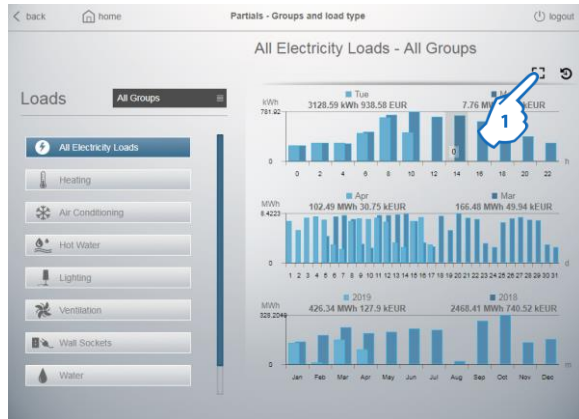 back
home
Partials - Groups and load type
logout
All Electricity Loads - All Groups
Loads
All Groups
All Electricity Loads
Heating
Air Conditioning
Hot Water
Lighting
Ventilation
Wall Sockets
Water
1
kWh
781.92
Tue
3128.59 kWh 938.58 EUR
7.76 EUR
0
0
0 2 4 6 8 10 12 14 16 18 20 22 h
MWh
8.4223
Apr
102.49 MWh 30.75 kEUR
Mar
166.48 MWh 49.94 kEUR
0
1 2 3 4 5 6 7 8 9 10 11 12 13 14 15 16 17 18 19 20 21 22 23 24 25 26 27 28 29 30 31 d
MWh
328.2049
2019
426.34 MWh 127.9 kEUR
2018
2468.41 MWh 740.52 kEUR
0
Jan Feb Mar Apr May Jun Jul Aug Sep Oct Nov Dec m